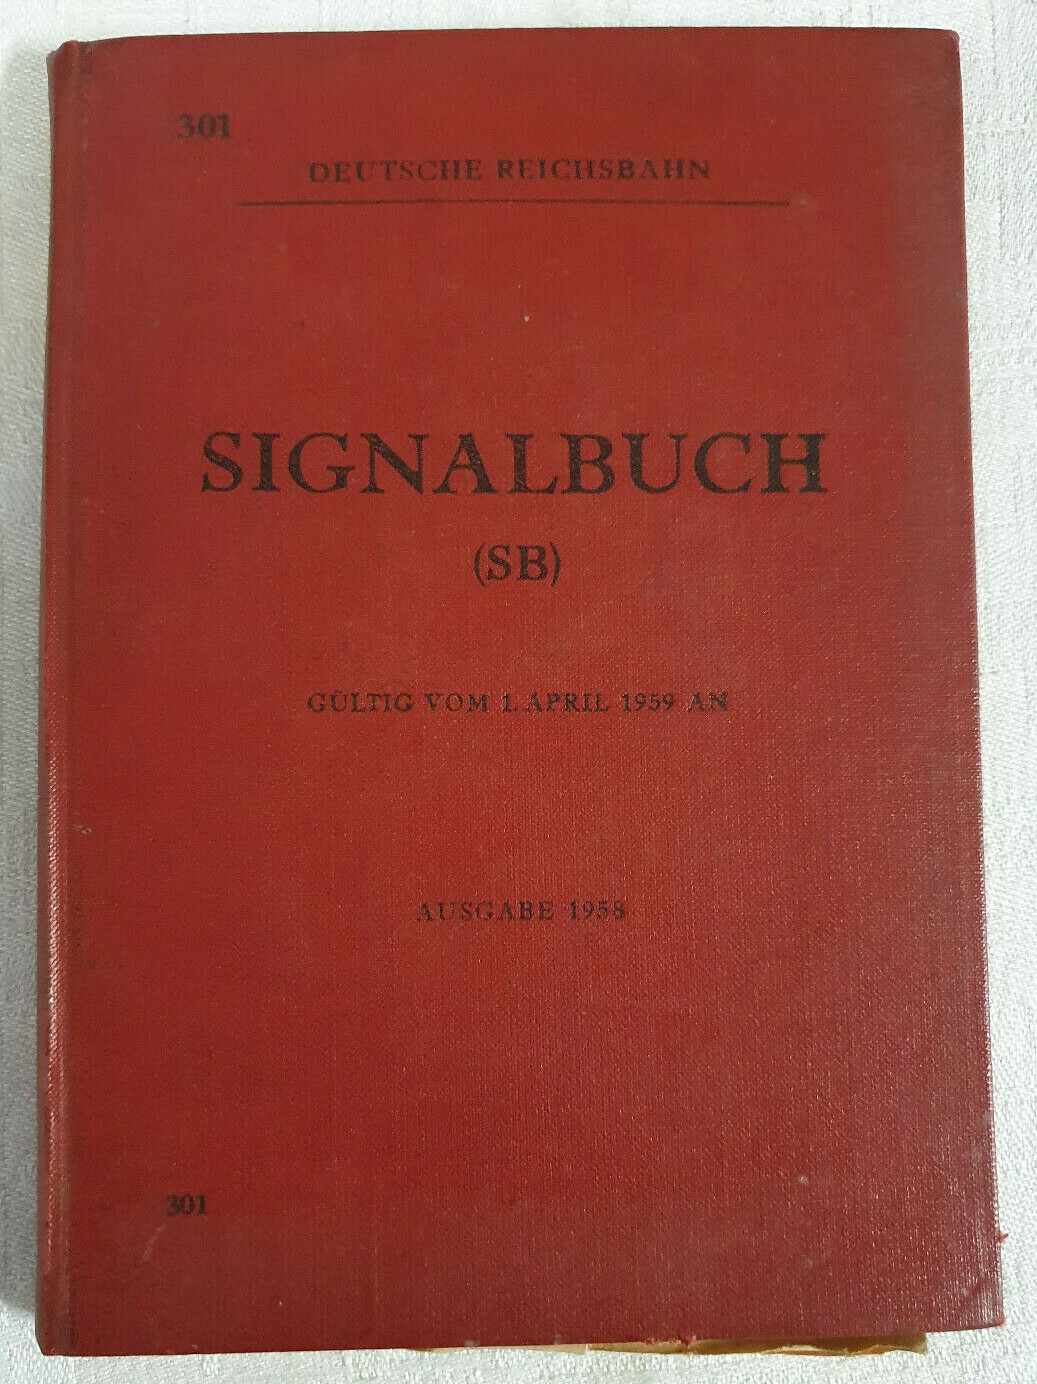 301
DEUTSCHE REICHSBAHN
SIGNALBUCH
(SB)
GÜLTIG VOM 1. APRIL 1959 AN
AUSGABE 1958
301